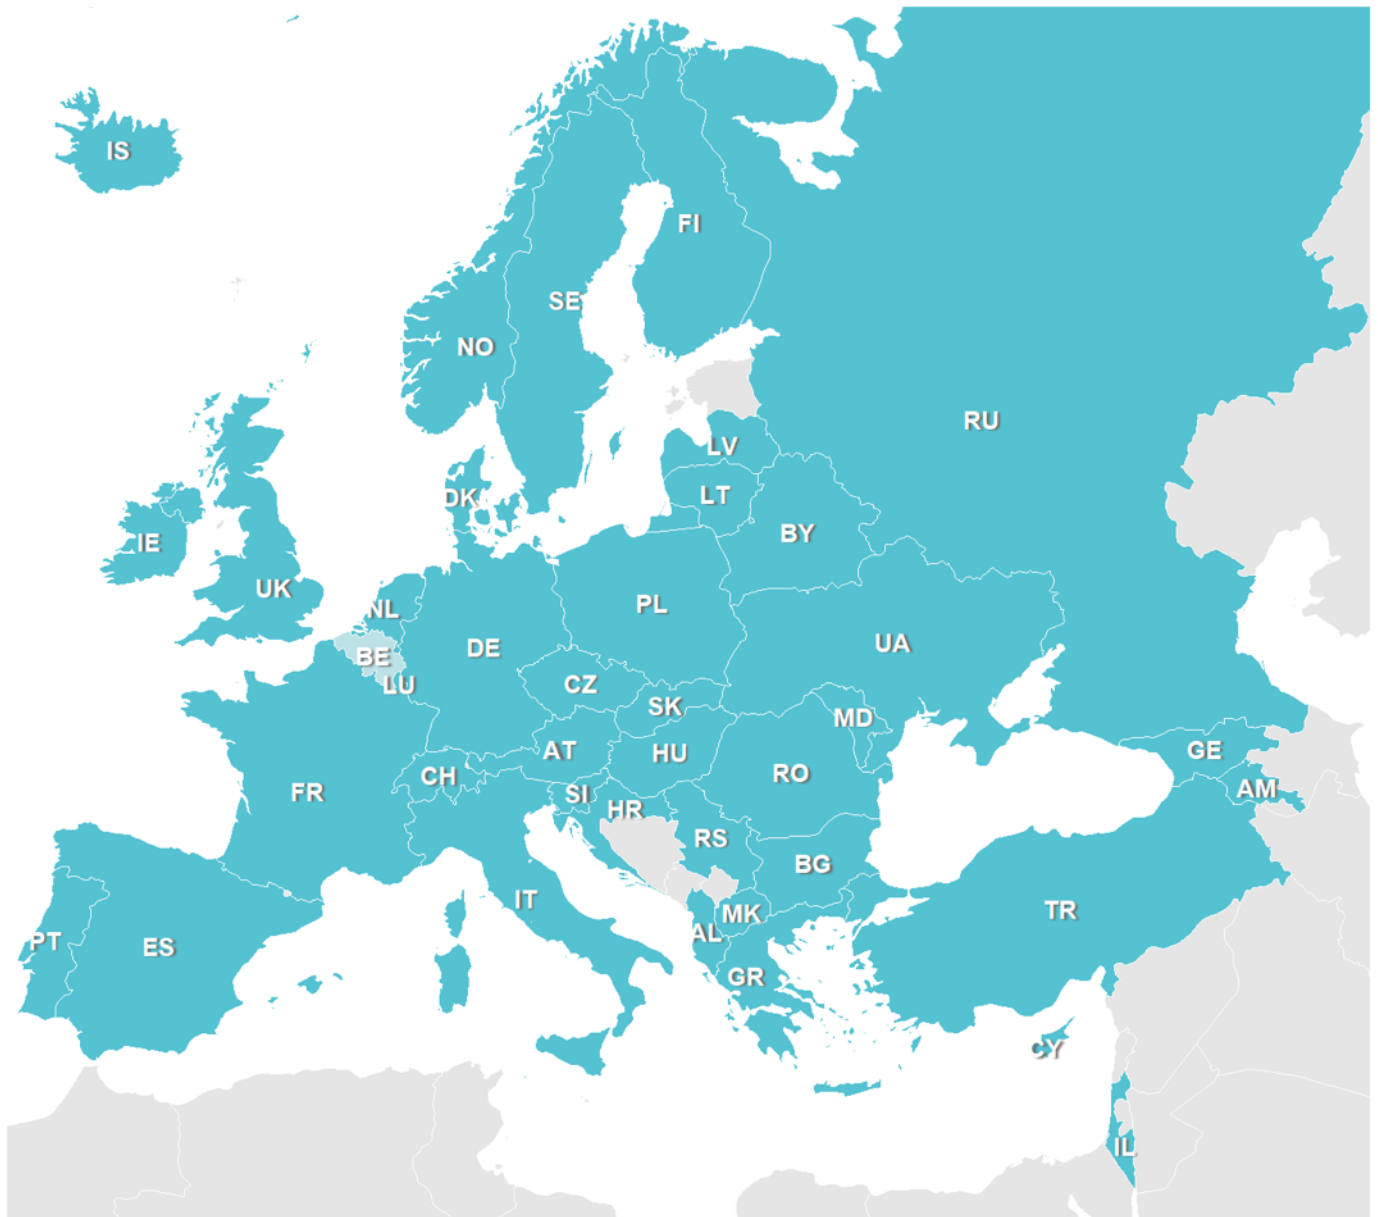 IS
FI
SE
NO
RU
LV
DK
LT
BY
IE
UK
NL
PL
DE
UA
BE
LU
CZ
SK
MD
AT
HU
GE
CH
RO
AM
FR
SI
HR
RS
BG
IT
MK
TR
PT
AL
ES
GR
CY
IL